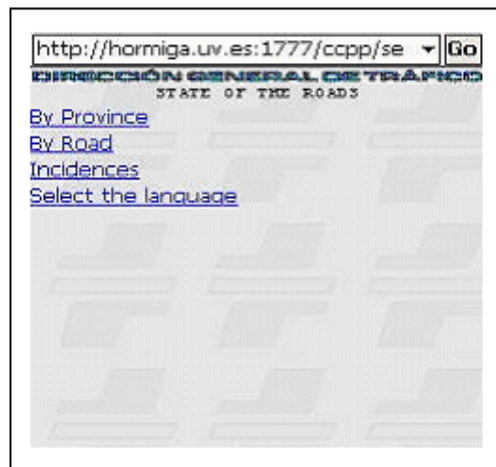 http://hormiga.uv.es:1777/ccpp/se Go
DIRECCIÓN GENERAL DE TRÁFICO
STATE OF THE ROADS
By Province
By Road
Incidences
Select the language